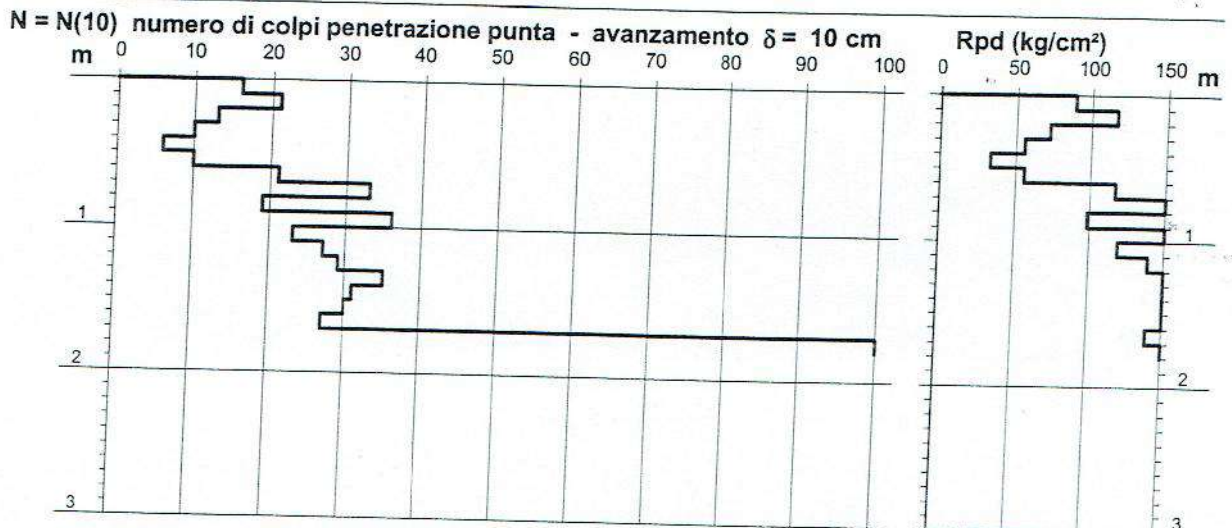 N = N(10) numero di colpi penetrazione punta - avanzamento δ = 10 cm
Rpd (kg/cm²)
m 0 10 20 30 40 50 60 70 80 90 100
0 50 100 150 m
1
1
2
2
3
3